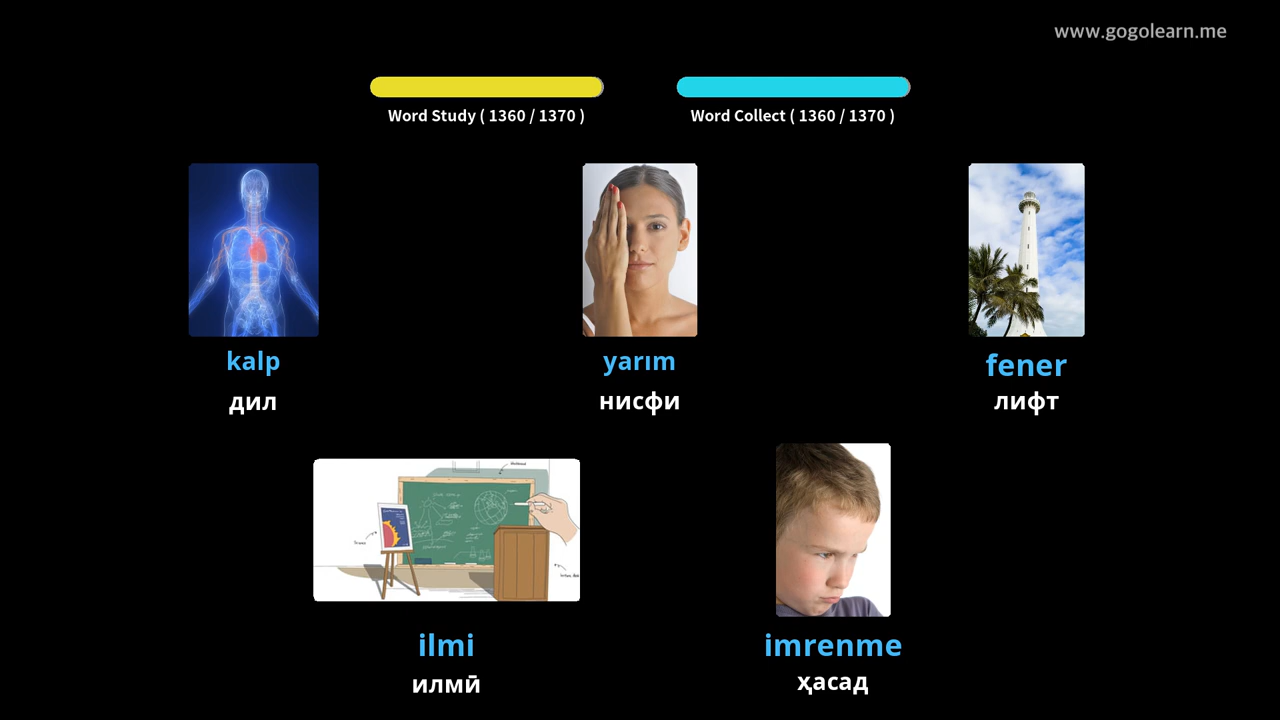 www.gogolearn.me
Word Study ( 1360 / 1370 )
Word Collect ( 1360 / 1370 )
kalp
дил
yarım
нисфи
fener
лифт
ilmi
илмӣ
imrenme
ҳасад